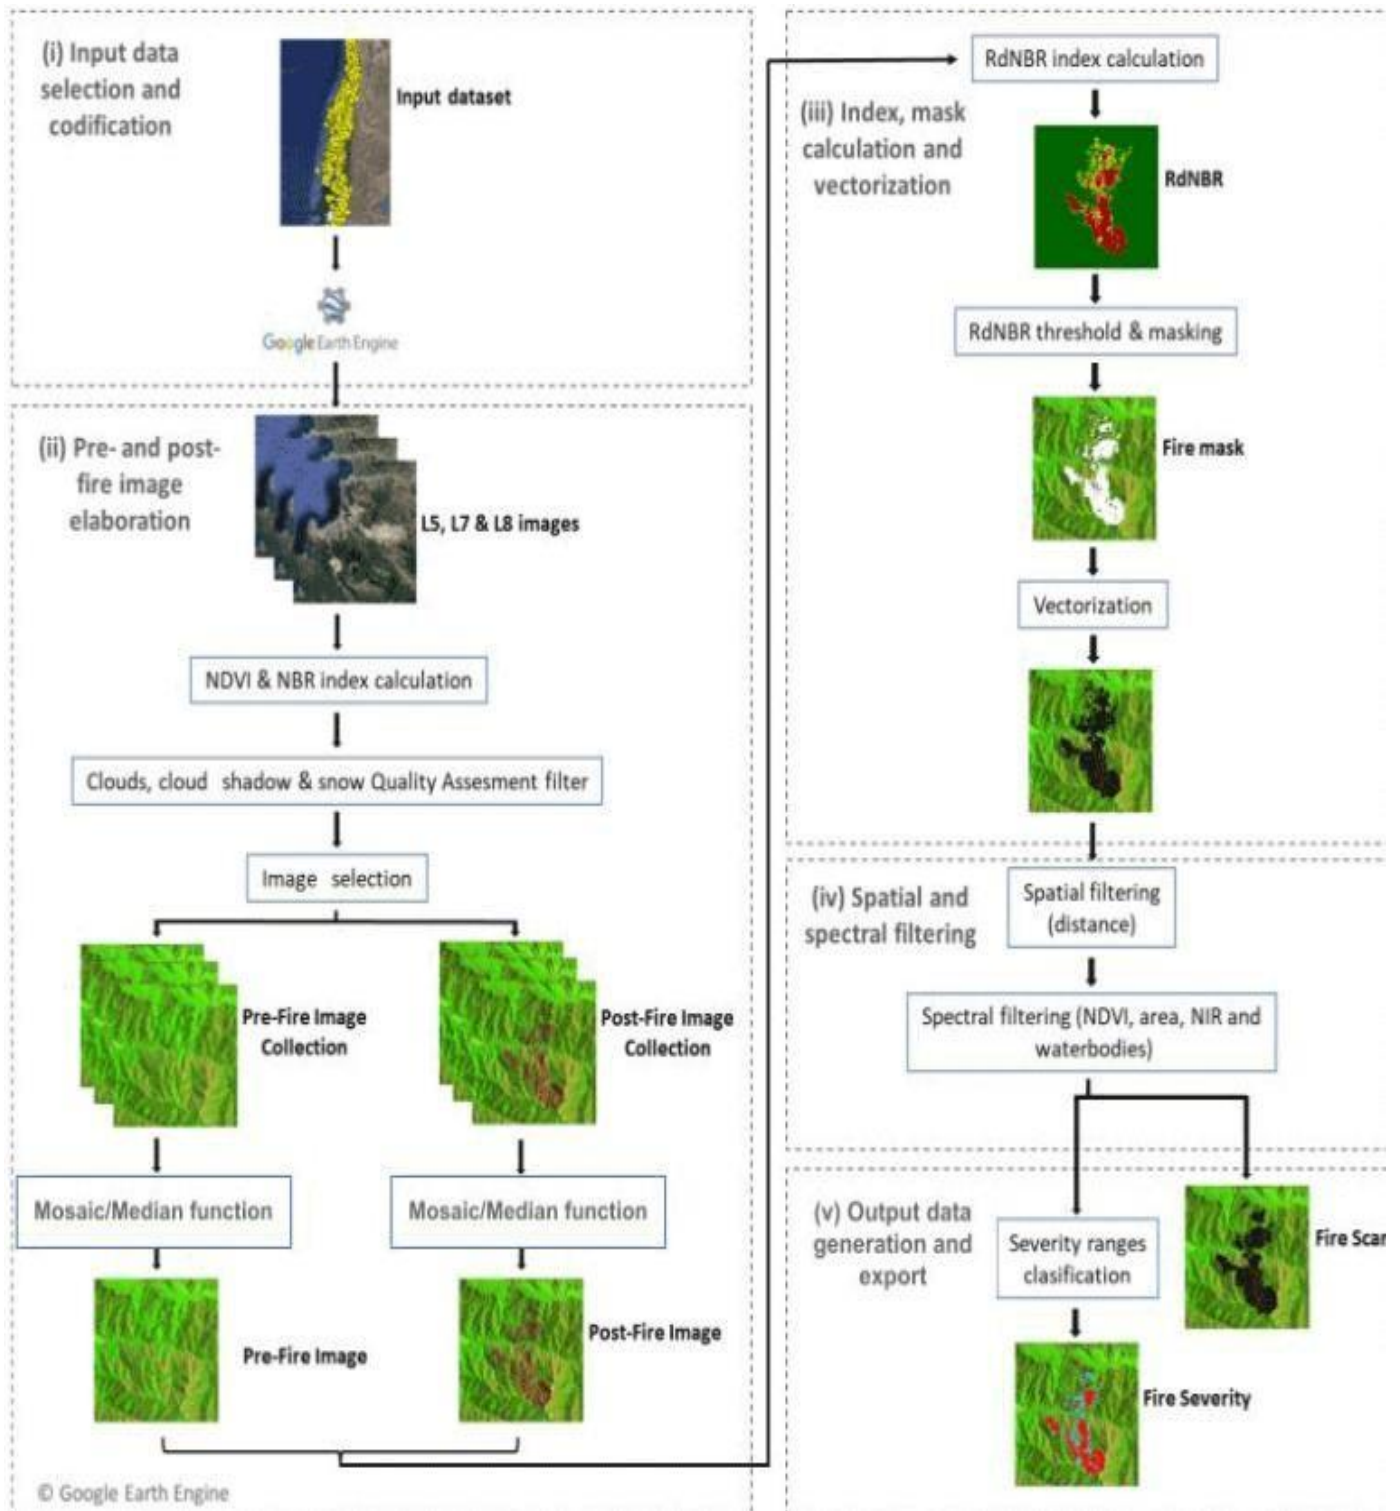 (i) Input data
selection and
codification
Input dataset
Google Earth Engine
(ii) Pre- and post-
fire image
elaboration
L5, L7 & L8 images
NDVI & NBR index calculation
Clouds, cloud shadow & snow Quality Assesment filter
Image selection
Pre-Fire Image
Collection
Post-Fire Image
Collection
Mosaic/Median function
Mosaic/Median function
Pre-Fire Image
Post-Fire Image
© Google Earth Engine
RdNBR index calculation
(iii) Index, mask
calculation and
vectorization
RdNBR
RdNBR threshold & masking
Fire mask
Vectorization
(iv) Spatial and
spectral filtering
Spatial filtering
(distance)
Spectral filtering (NDVI, area, NIR and
waterbodies)
(v) Output data
generation and
export
Severity ranges
clasification
Fire Scar
Fire Severity